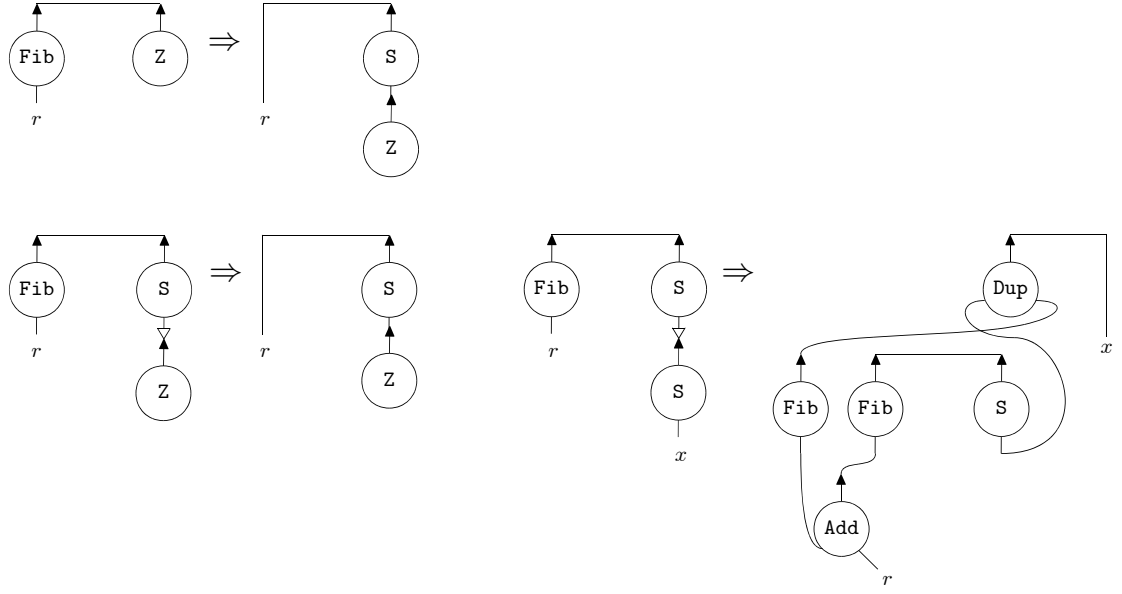 Fib Z ⇒ S
r r
Z
Fib S ⇒ S Fib S ⇒ Dup
r r r x
Z Z S Fib Fib S
x
Add
r